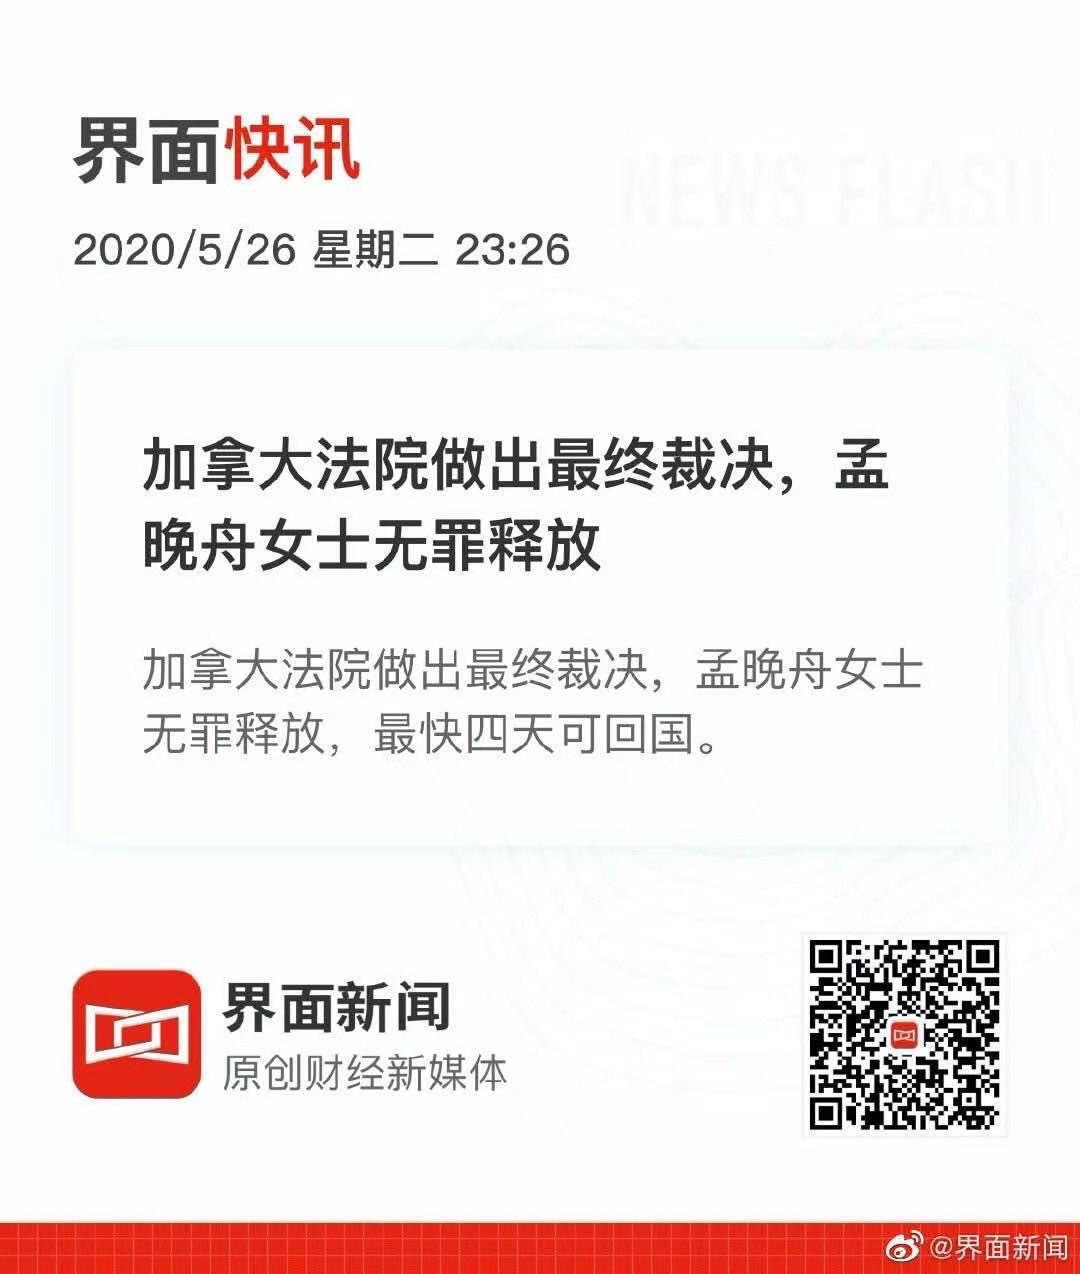 界面快讯
NEWS FLASH
2020/5/26 星期二 23:26
加拿大法院做出最终裁决，孟
晚舟女士无罪释放
加拿大法院做出最终裁决，孟晚舟女士
无罪释放，最快四天可回国。
界面新闻
原创财经新媒体
@界面新闻